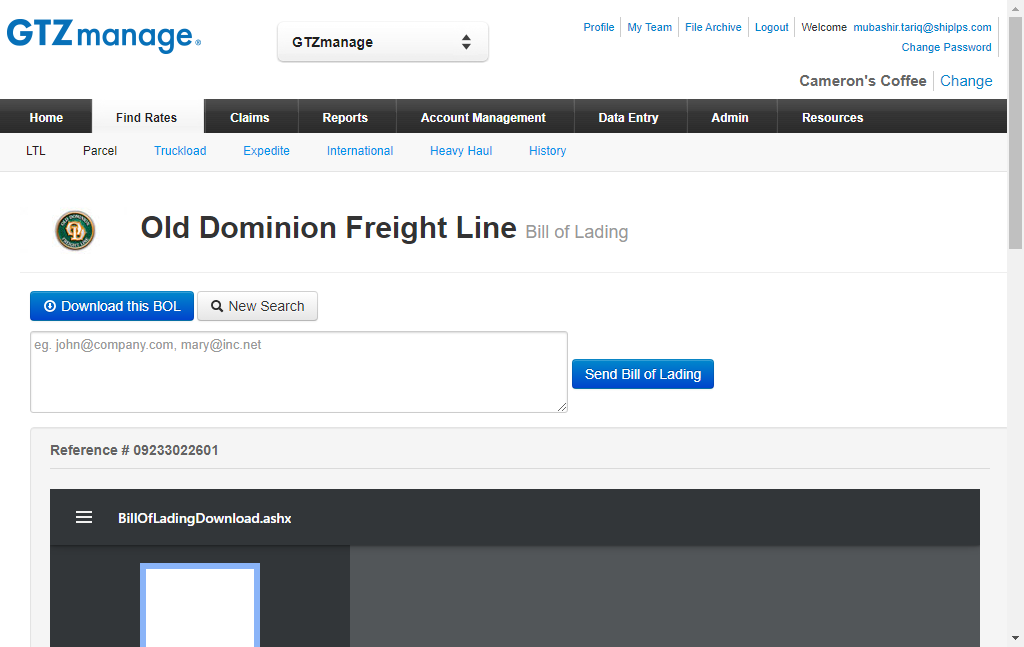 GTZmanage®
GTZmanage
Profile My Team File Archive Logout Welcome mubashir.tariq@shiplps.com
Change Password
Cameron's Coffee Change
Home Find Rates Claims Reports Account Management Data Entry Admin Resources
LTL Parcel Truckload Expedite International Heavy Haul History
Old Dominion Freight Line Bill of Lading
Download this BOL New Search
eg. john@company.com, mary@inc.net
Send Bill of Lading
Reference # 09233022601
BillOfLadingDownload.ashx